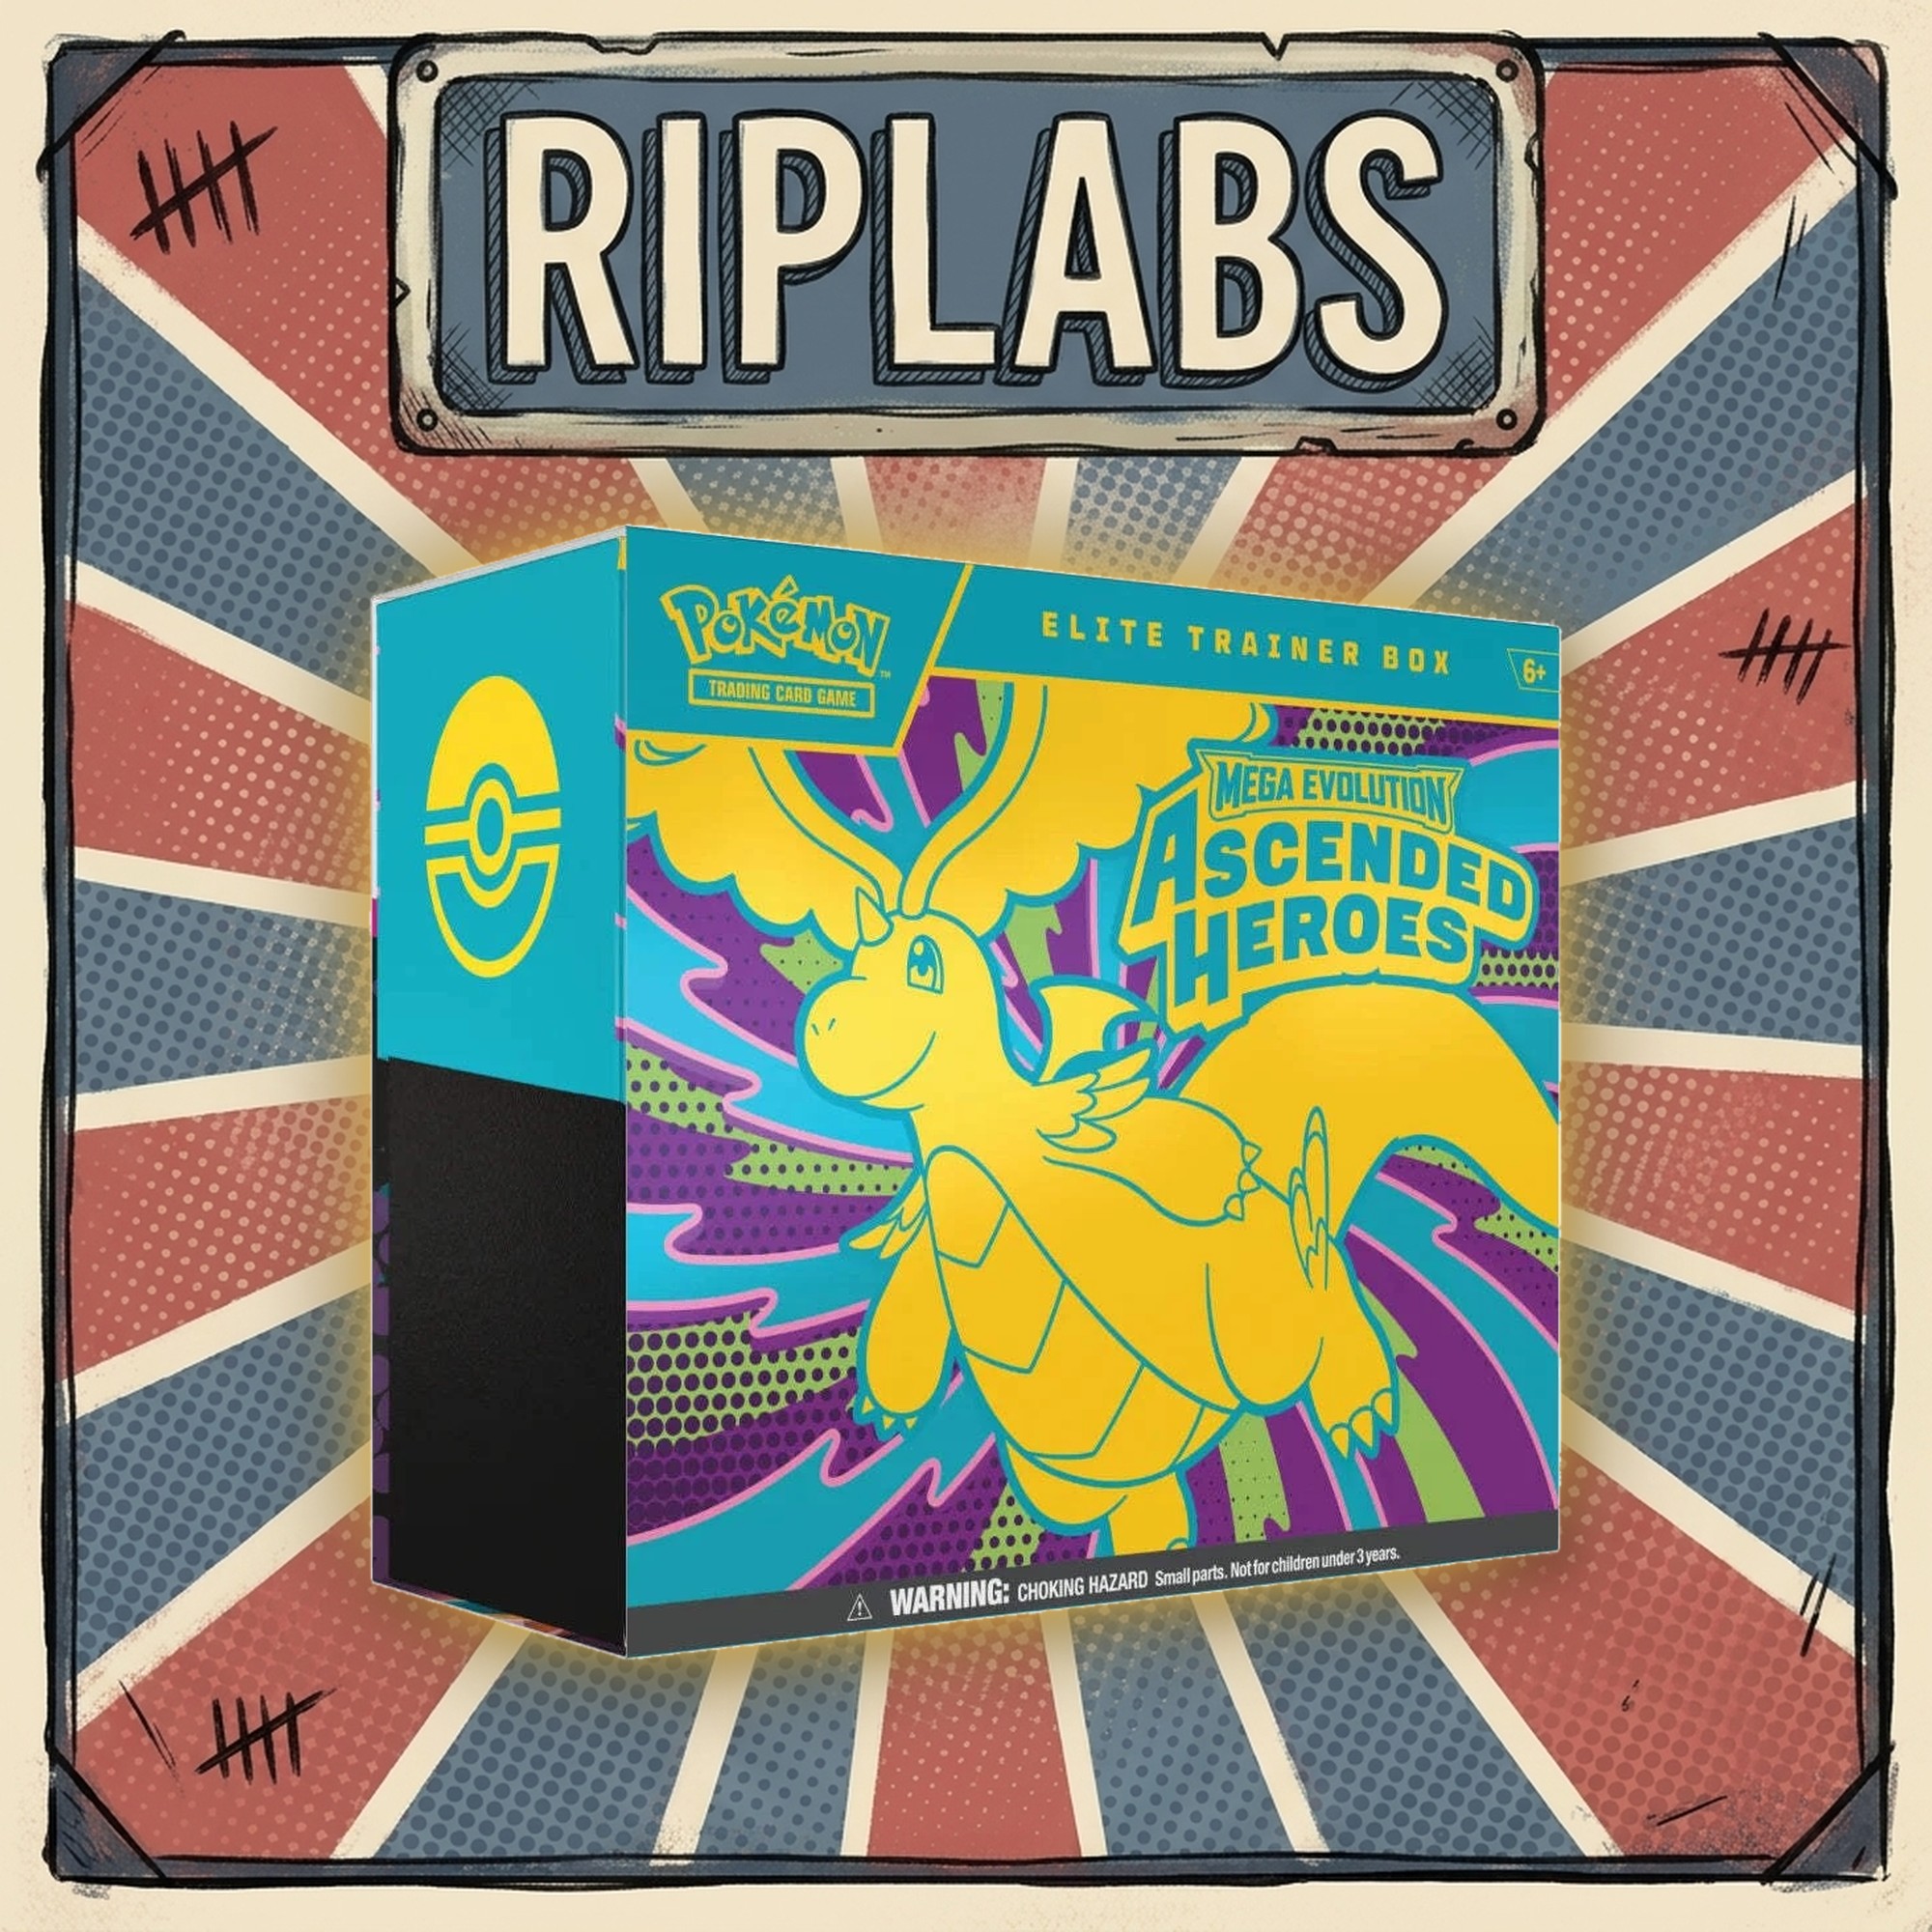 RIPLABS
Pokémon
TRADING CARD GAME
ELITE TRAINER BOX
6+
MEGA EVOLUTION
ASCENDED
HEROES
WARNING: CHOKING HAZARD Small parts. Not for children under 3 years.